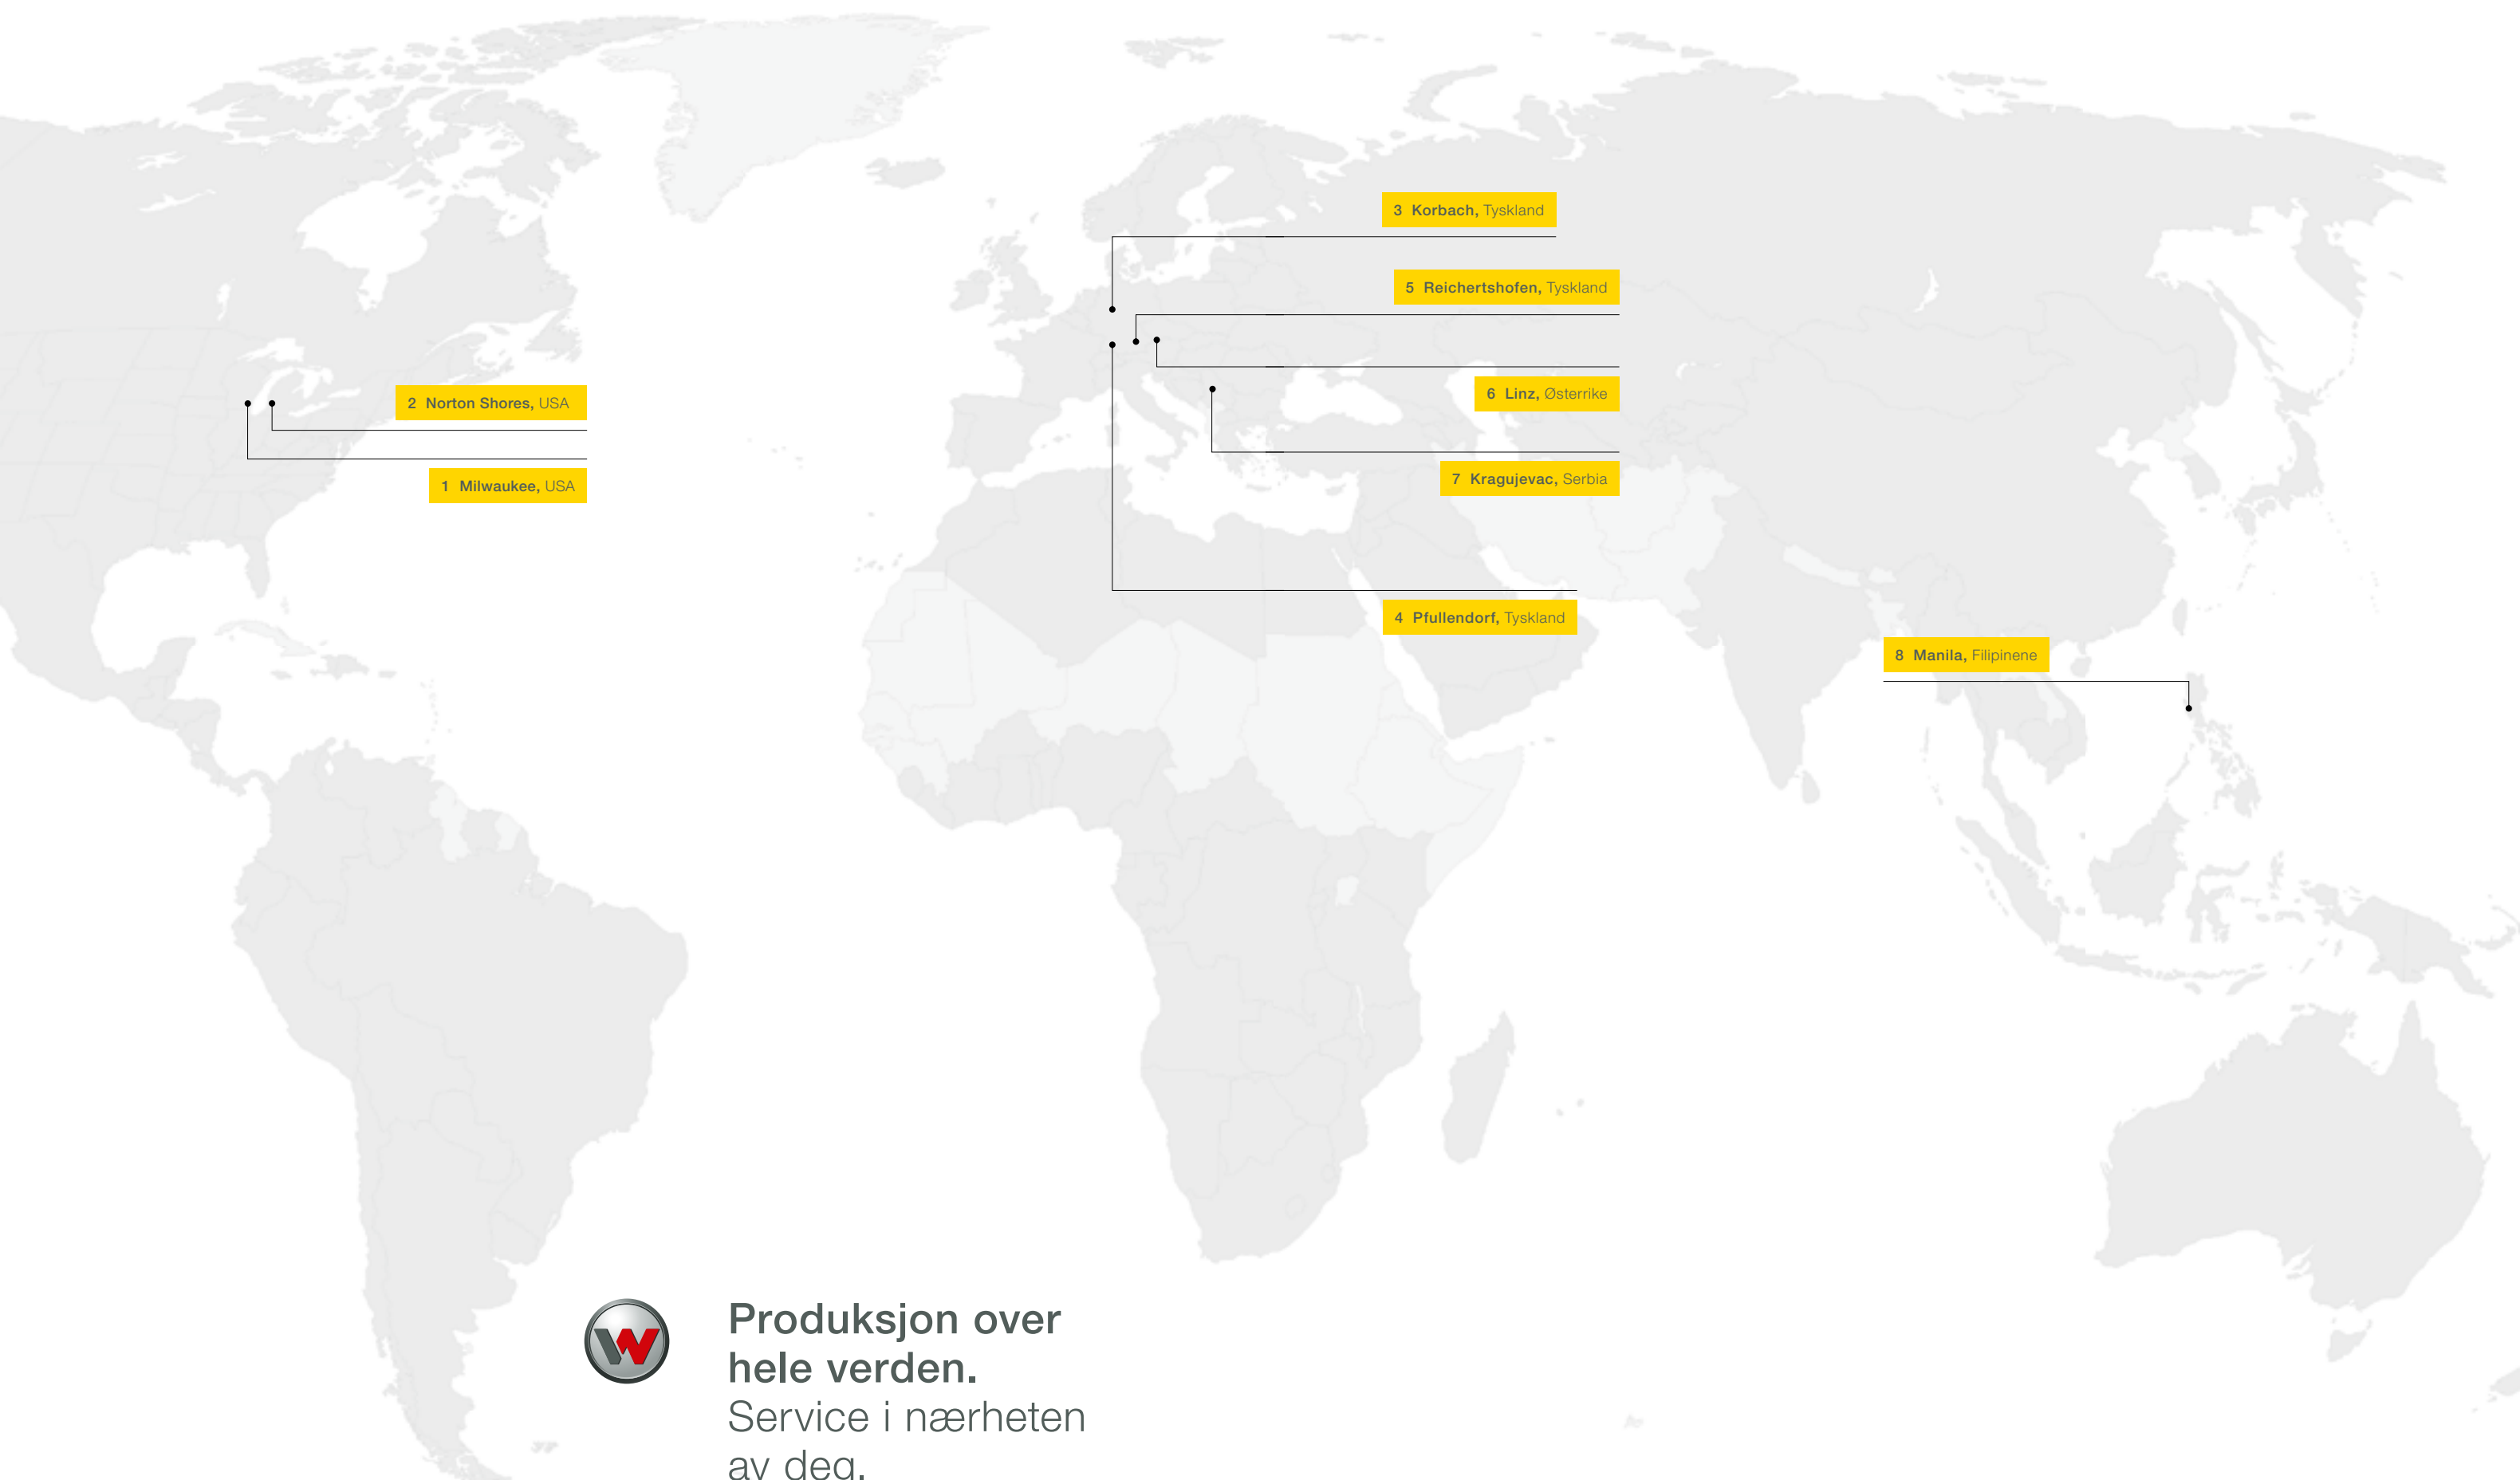 3 Korbach, Tyskland
5 Reichertshofen, Tyskland
6 Linz, Østerrike
2 Norton Shores, USA
7 Kragujevac, Serbia
1 Milwaukee, USA
4 Pfullendorf, Tyskland
8 Manila, Filipinene
Produksjon over
hele verden.
Service i nærheten
av deg.